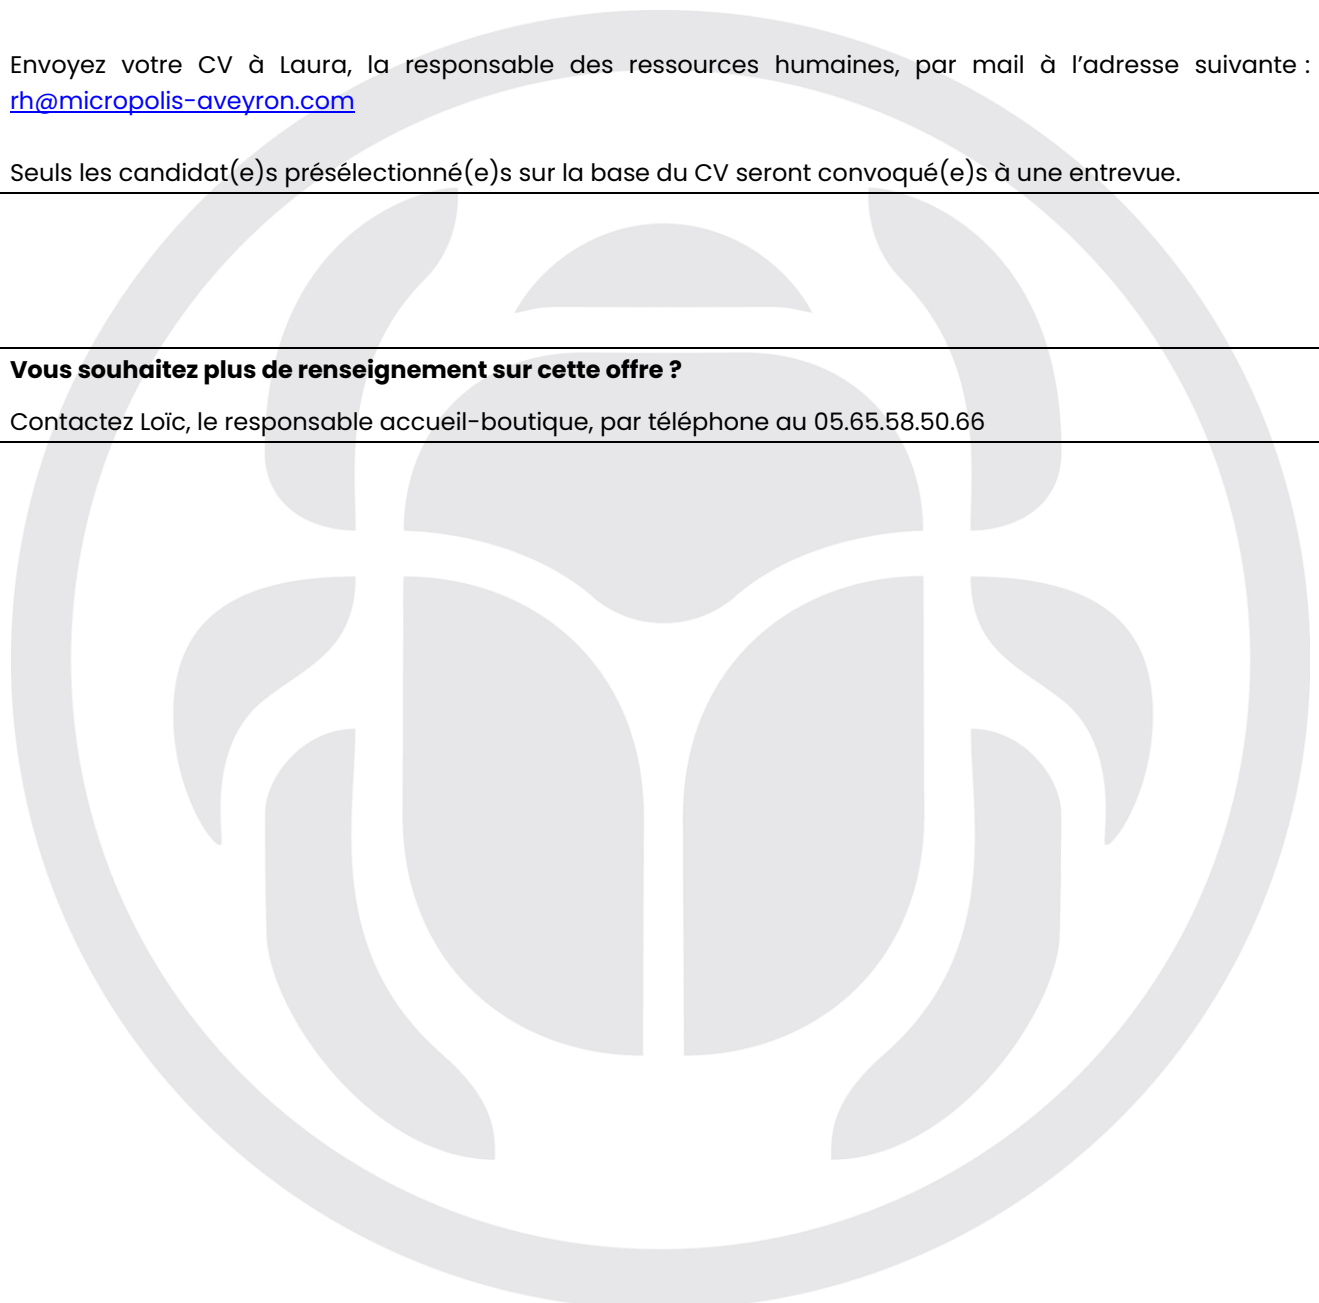 Envoyez votre CV à Laura, la responsable des ressources humaines, par mail à l’adresse suivante :
rh@micropolis-aveyron.com
Seuls les candidat(e)s présélectionné(e)s sur la base du CV seront convoqué(e)s à une entrevue.
Vous souhaitez plus de renseignement sur cette offre ?
Contactez Loïc, le responsable accueil-boutique, par téléphone au 05.65.58.50.66